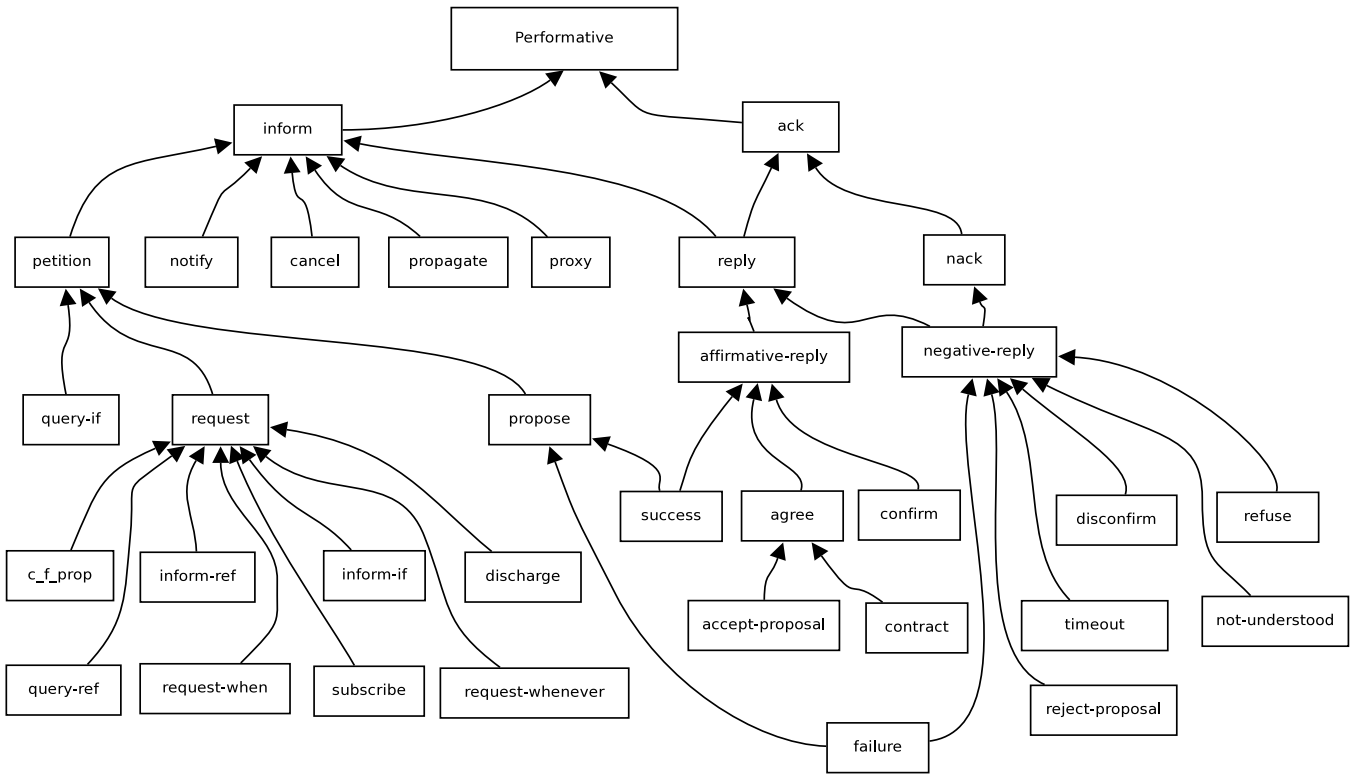 Performative
inform
ack
petition
notify
cancel
propagate
proxy
reply
nack
affirmative-reply
negative-reply
query-if
request
propose
success
agree
confirm
disconfirm
refuse
c_f_prop
inform-ref
inform-if
discharge
accept-proposal
contract
timeout
not-understood
query-ref
request-when
subscribe
request-whenever
reject-proposal
failure